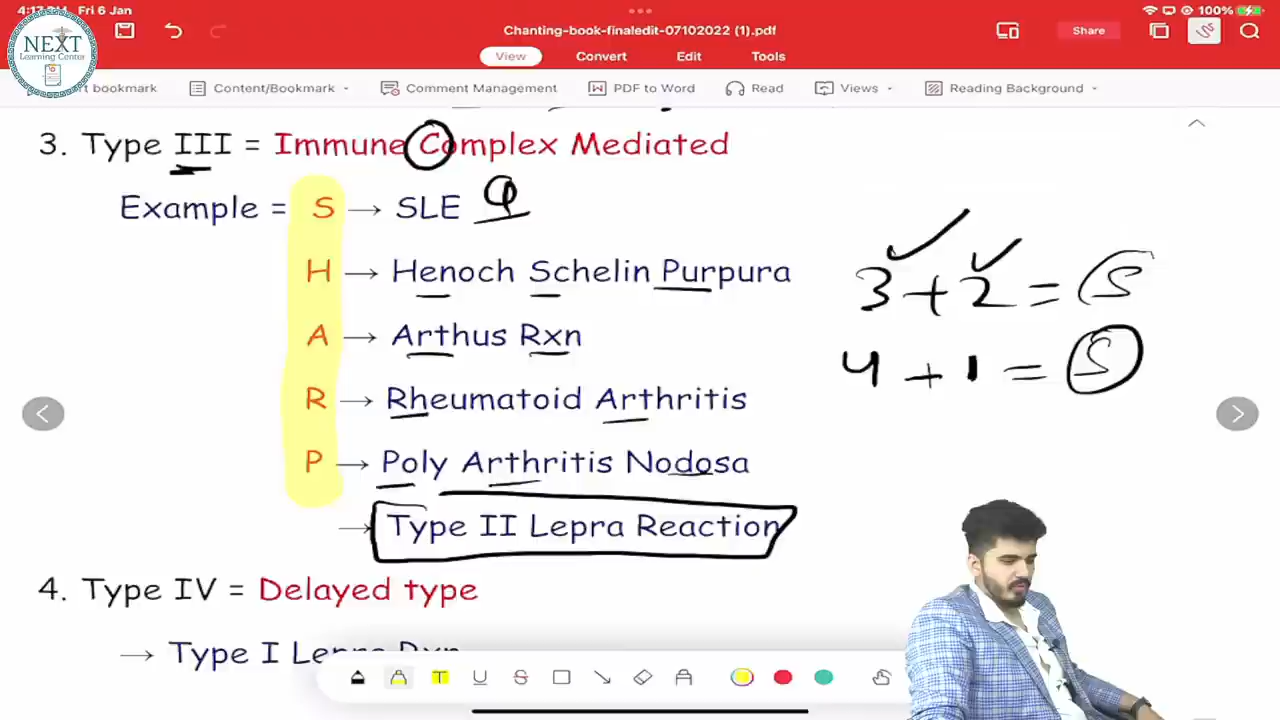 4:17 PM Fri 6 Jan
100%
NEXT
Learning Center
Chanting-book-finaledit-07102022 (1).pdf
Share
View Convert Edit Tools
bookmark Content/Bookmark Comment Management PDF to Word Read Views Reading Background
3. Type III = Immune Complex Mediated
Example = S → SLE Q
H → Henoch Schelin Purpura
A → Arthus Rxn
R → Rheumatoid Arthritis
P → Poly Arthritis Nodosa
→ Type II Lepra Reaction
3+2=5
4+1=5
4. Type IV = Delayed type
→ Type I Lepra Rxn